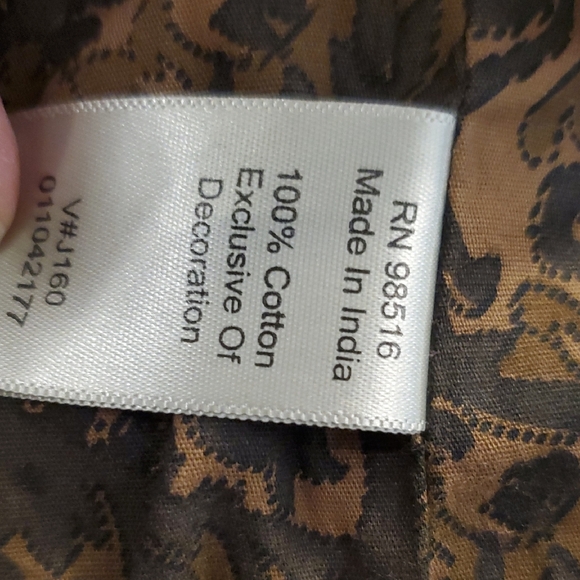 RN 98516
Made In India
100% Cotton
Exclusive Of
Decoration
V#J160
011042177